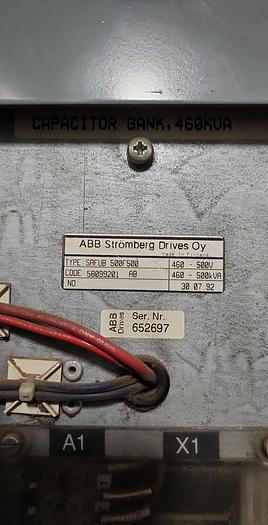 CAPACITOR BANK, 460KVA
ABB Strömberg Drives Oy
Made in Finland
TYPE SAFUB 500F500 460 - 500V
CODE 58099201 AB 460 - 500kVA
NO 30.07.92
ABB Drives
Ser. Nr.
652697
A1 X1